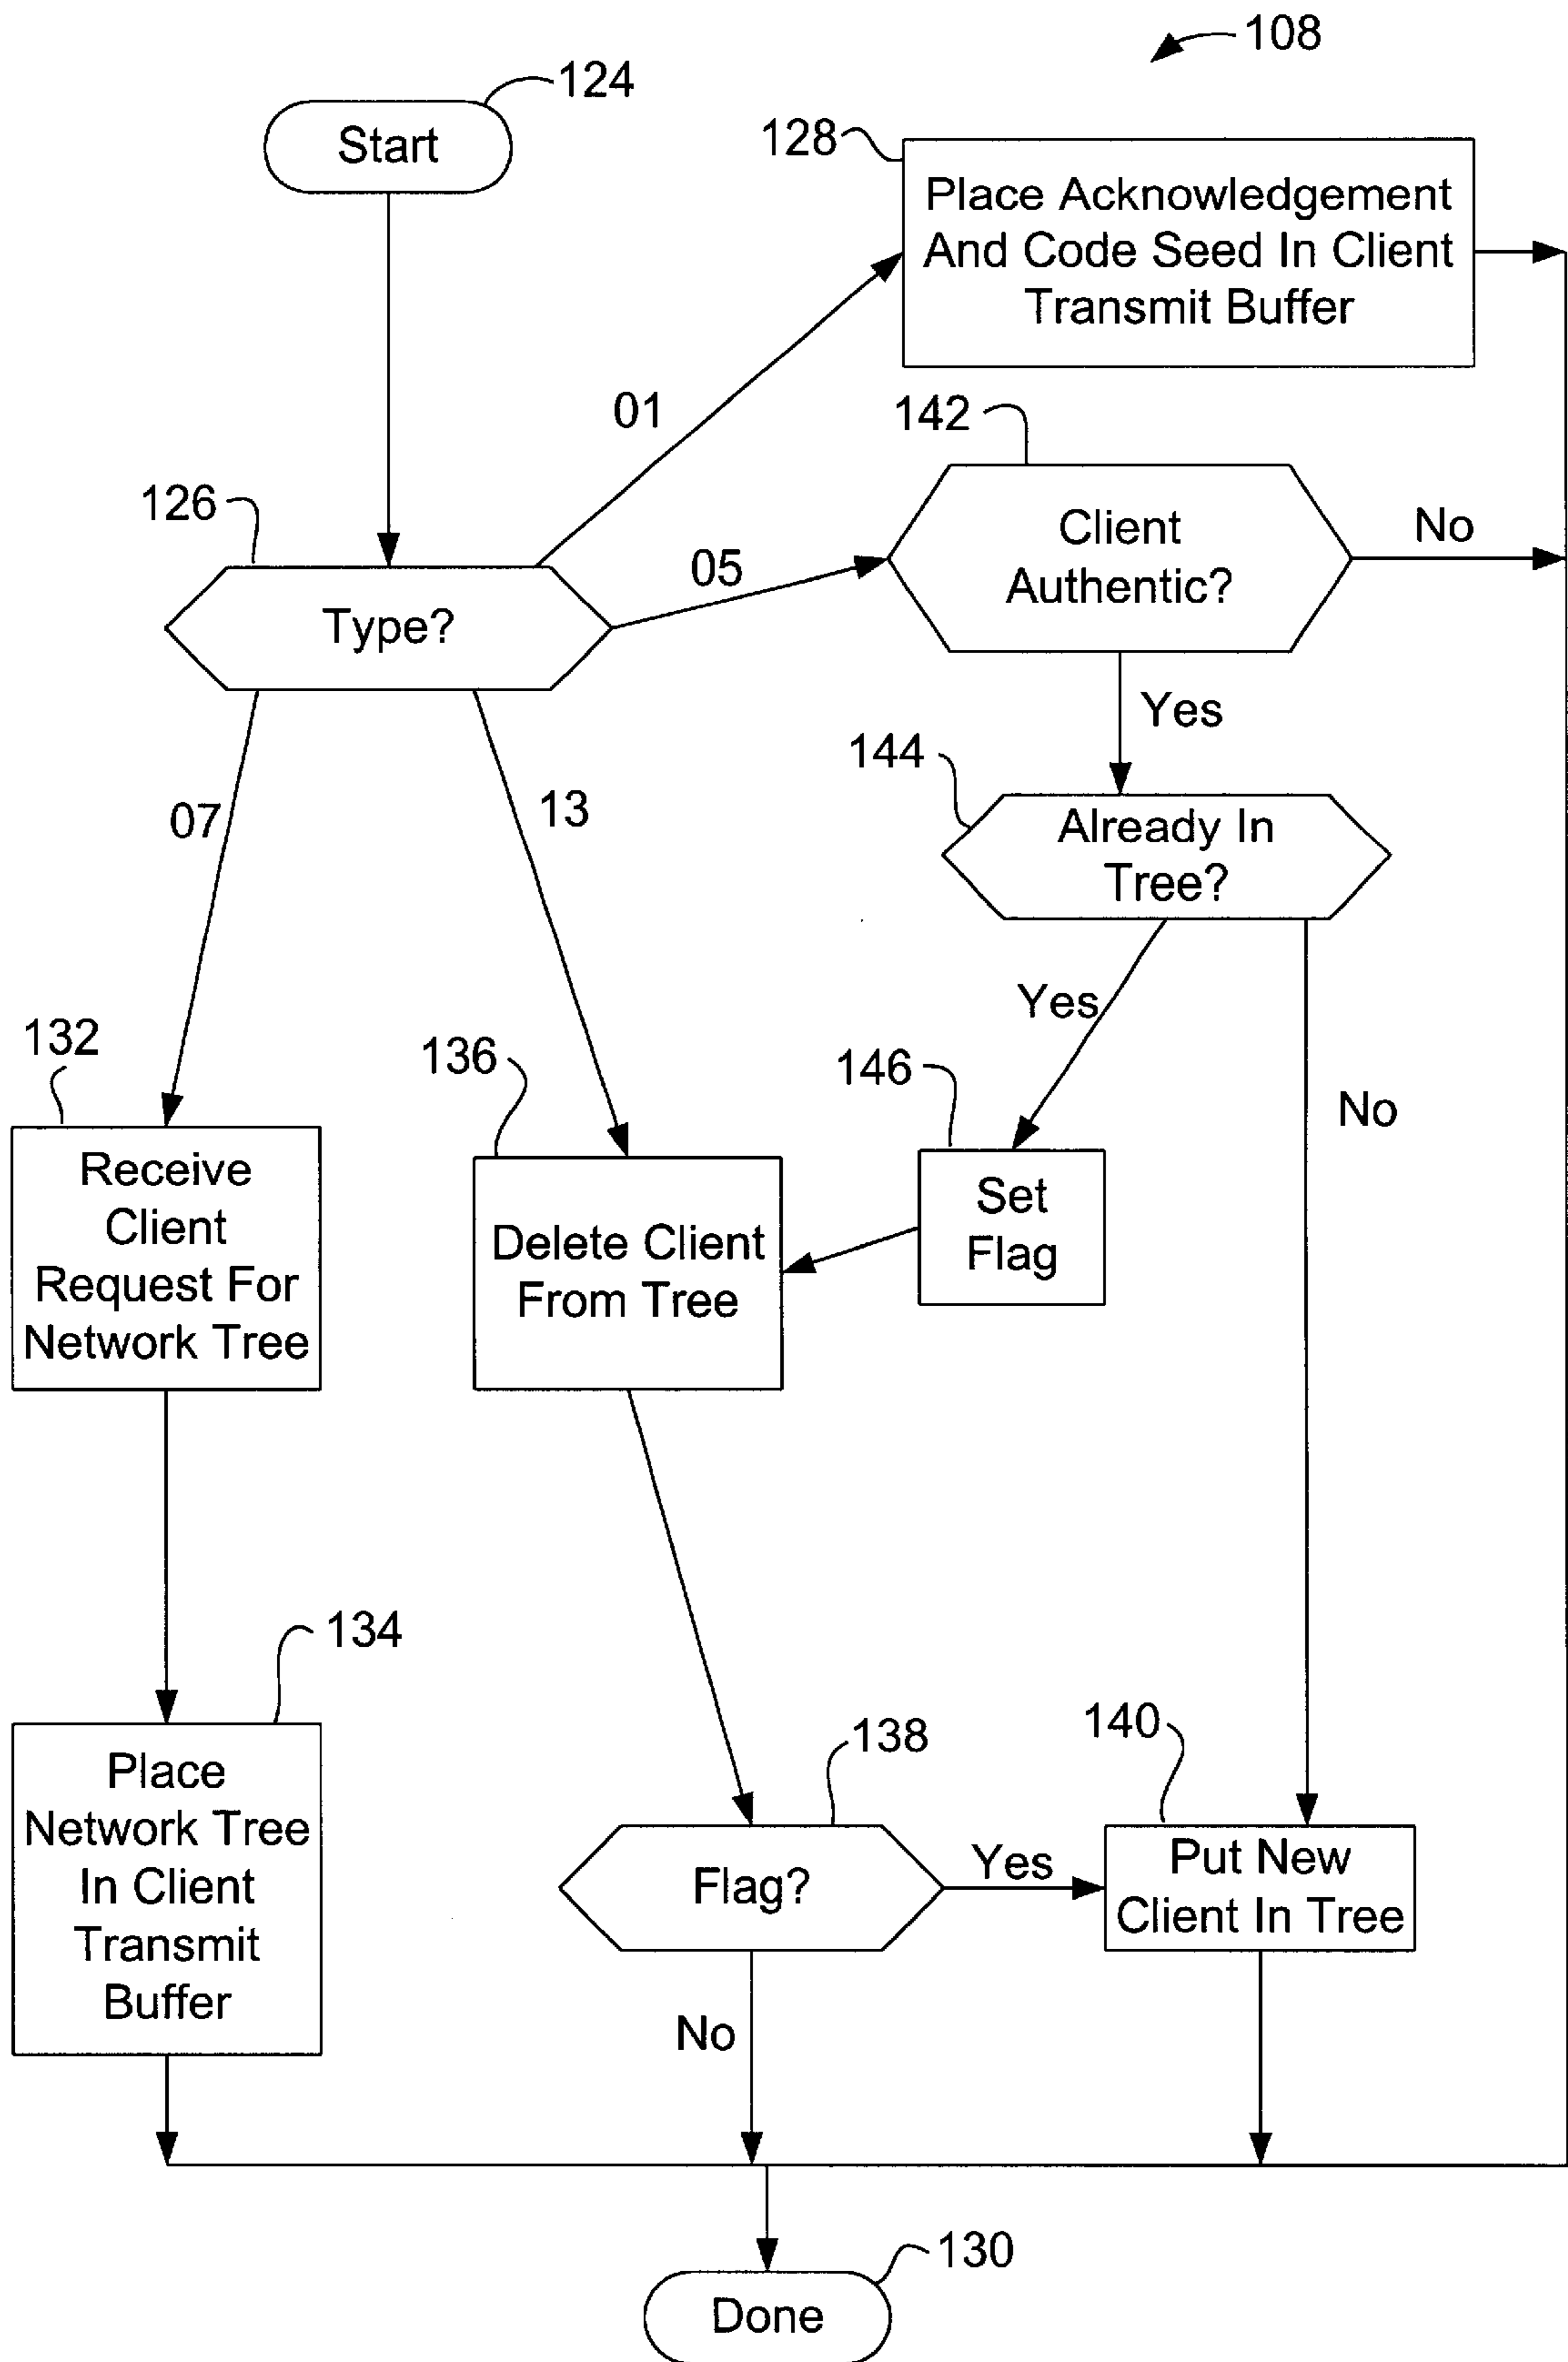 108
124
Start
128
Place Acknowledgement
And Code Seed In Client
Transmit Buffer
01
142
126
Client
Authentic?
No
05
Type?
Yes
144
Already In
Tree?
07
13
Yes
132
136
146
No
Receive
Client
Request For
Network Tree
Set
Flag
Delete Client
From Tree
134
140
138
Place
Network Tree
In Client
Transmit
Buffer
Flag?
Yes
Put New
Client In Tree
No
130
Done